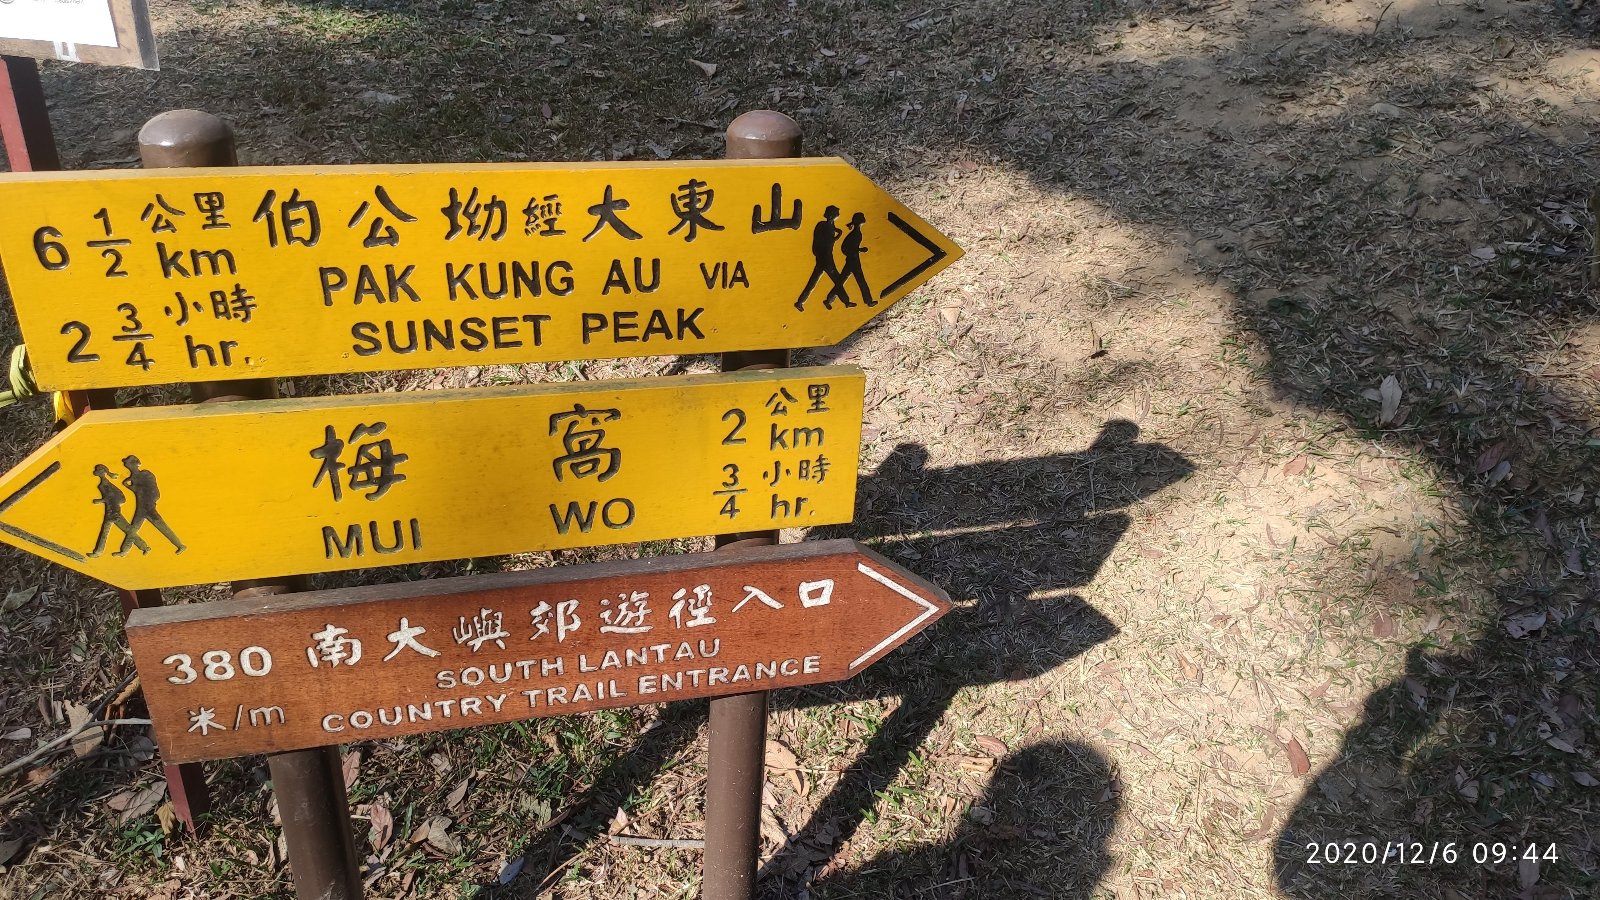 6 1/2 公里 km
伯公坳經大東山
PAK KUNG AU VIA
SUNSET PEAK
2 3/4 小時 hr.
梅窩
MUI WO
2 公里 km
3/4 小時 hr.
380 米/m
南大嶼郊遊徑入口
SOUTH LANTAU
COUNTRY TRAIL ENTRANCE
2020/12/6 09:44